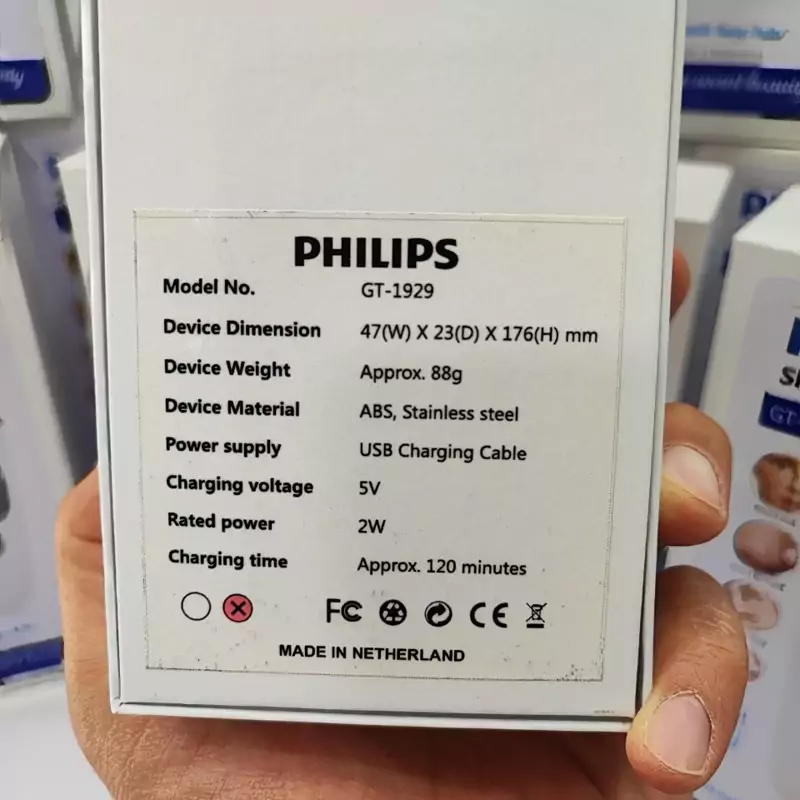 PHILIPS
Model No. GT-1929
Device Dimension 47(W) X 23(D) X 176(H) mm
Device Weight Approx. 88g
Device Material ABS, Stainless steel
Power supply USB Charging Cable
Charging voltage 5V
Rated power 2W
Charging time Approx. 120 minutes
FC CE
MADE IN NETHERLAND
GT-